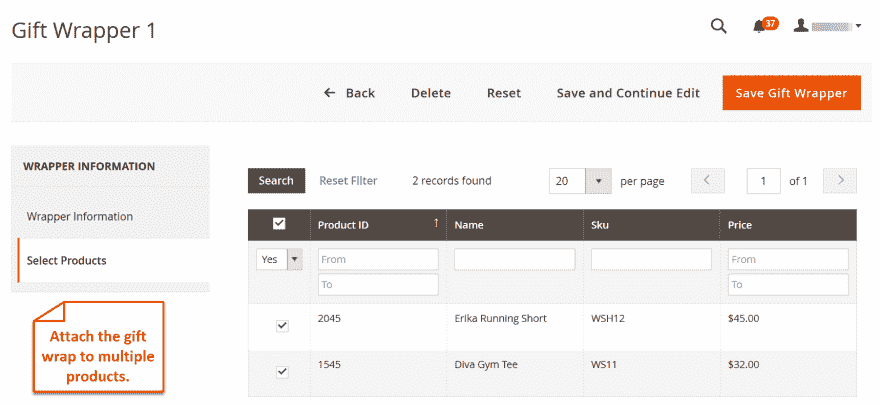 Gift Wrapper 1
37
Back Delete Reset Save and Continue Edit Save Gift Wrapper
WRAPPER INFORMATION
Wrapper Information
Select Products
Attach the gift
wrap to multiple
products.
Search Reset Filter 2 records found 20 per page 1 of 1
Product ID Name Sku Price
Yes From From
To To
2045 Erika Running Short WSH12 $45.00
1545 Diva Gym Tee WS11 $32.00